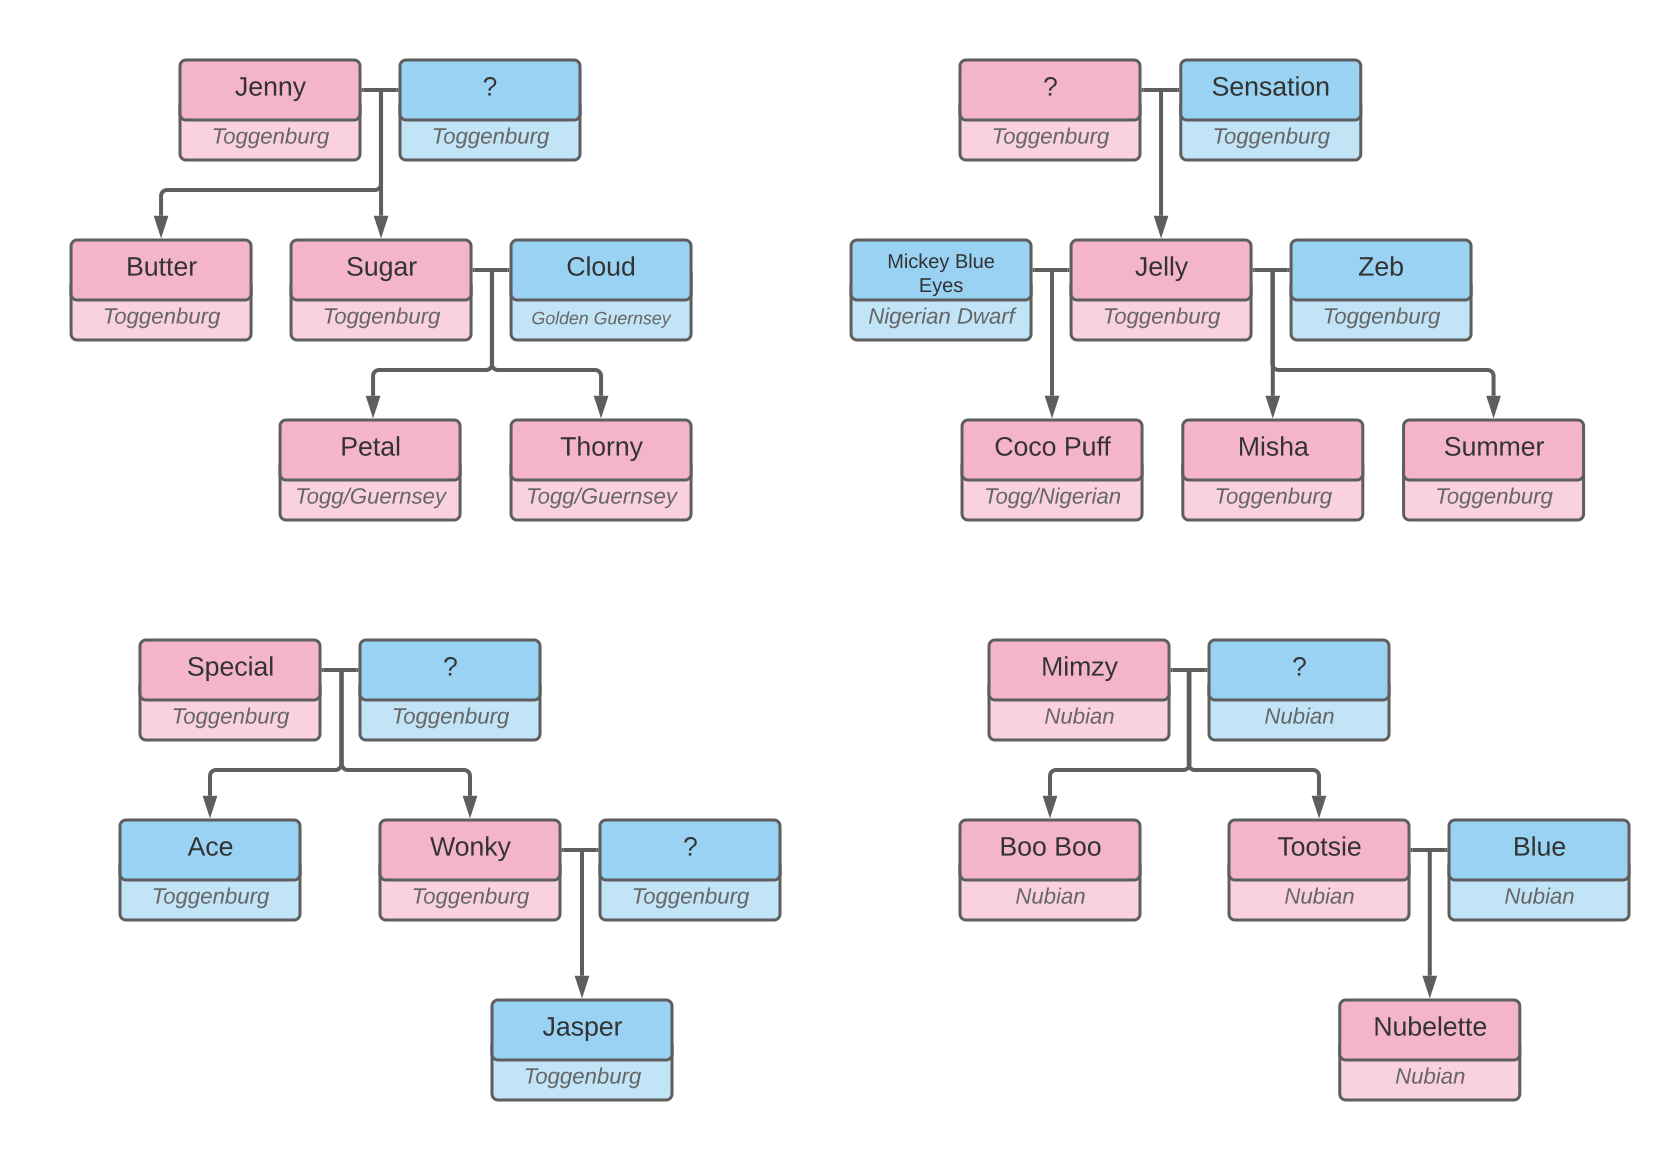 Jenny
Toggenburg
?
Toggenburg
Butter
Toggenburg
Sugar
Toggenburg
Cloud
Golden Guernsey
Petal
Togg/Guernsey
Thorny
Togg/Guernsey
?
Toggenburg
Sensation
Toggenburg
Mickey Blue
Eyes
Nigerian Dwarf
Jelly
Toggenburg
Zeb
Toggenburg
Coco Puff
Togg/Nigerian
Misha
Toggenburg
Summer
Toggenburg
Special
Toggenburg
?
Toggenburg
Ace
Toggenburg
Wonky
Toggenburg
?
Toggenburg
Jasper
Toggenburg
Mimzy
Nubian
?
Nubian
Boo Boo
Nubian
Tootsie
Nubian
Blue
Nubian
Nubelette
Nubian